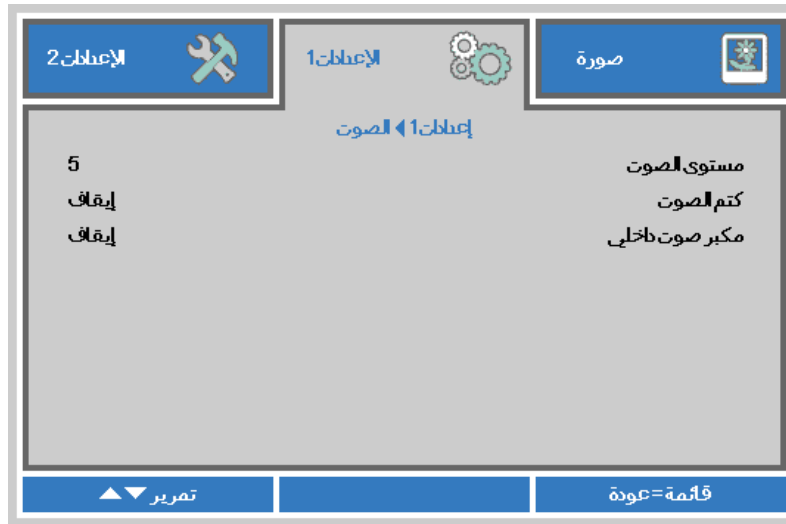 صورة
الإعدادات1
الإعدادات2
إعدادات1 الصوت
مستوى الصوت 5
كتم الصوت إيقاف
مكبر صوت داخلي إيقاف
قائمة=عودة
تمرير